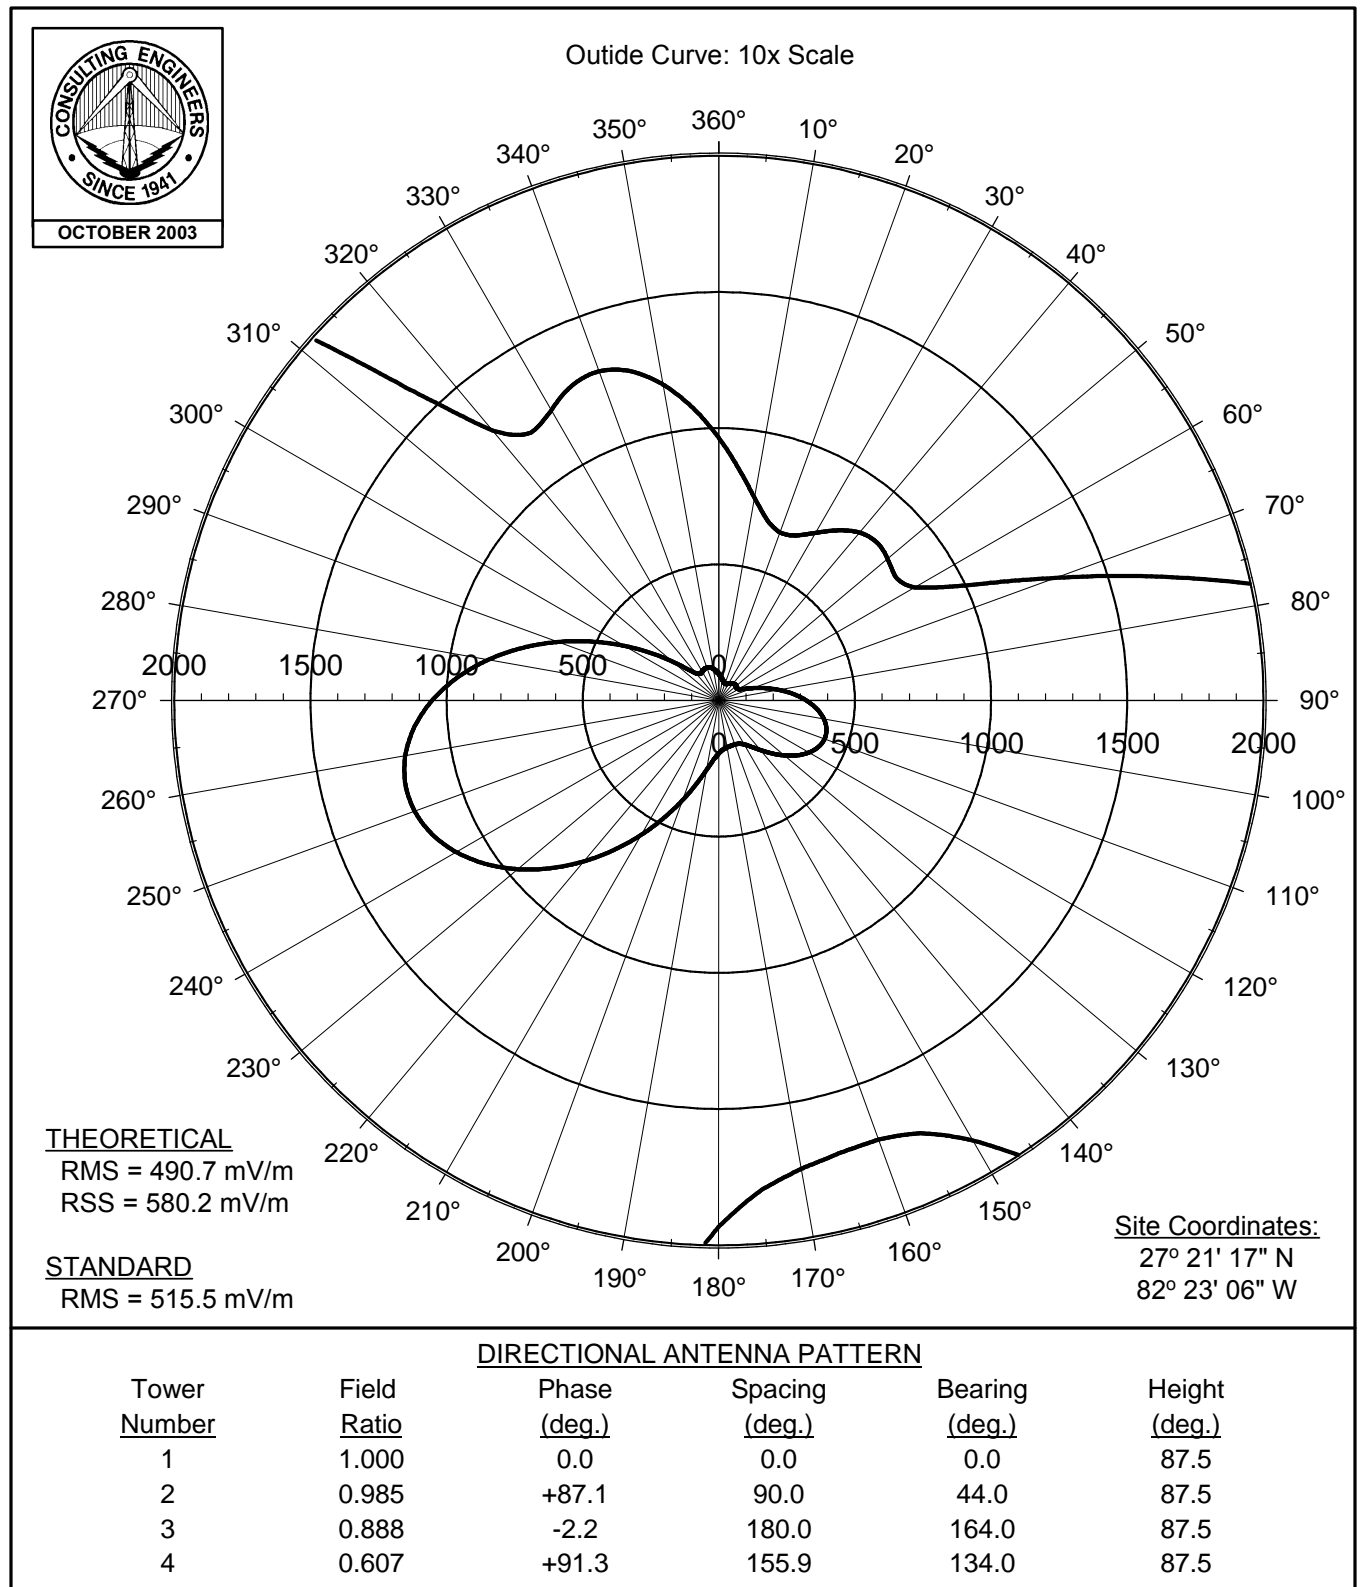 CONSULTING ENGINEERS
SINCE 1941
OCTOBER 2003
Outide Curve: 10x Scale
360°
10°
20°
30°
40°
50°
60°
70°
80°
90°
100°
110°
120°
130°
140°
150°
160°
170°
180°
190°
200°
210°
220°
230°
240°
250°
260°
270°
280°
290°
300°
310°
320°
330°
340°
350°
2000 1500 1000 500 0
0 500 1000 1500 2000
THEORETICAL
RMS = 490.7 mV/m
RSS = 580.2 mV/m
STANDARD
RMS = 515.5 mV/m
Site Coordinates:
27º 21' 17" N
82º 23' 06" W
DIRECTIONAL ANTENNA PATTERN
Tower Field Phase Spacing Bearing Height
Number Ratio (deg.) (deg.) (deg.) (deg.)
1 1.000 0.0 0.0 0.0 87.5
2 0.985 +87.1 90.0 44.0 87.5
3 0.888 -2.2 180.0 164.0 87.5
4 0.607 +91.3 155.9 134.0 87.5